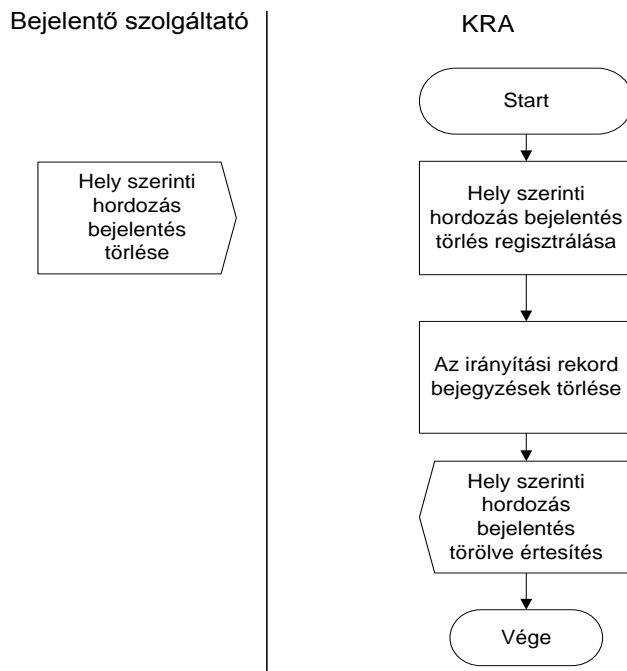 Bejelentő szolgáltató
KRA
Start
Hely szerinti
hordozás
bejelentés
törlése
Hely szerinti
hordozás bejelentés
törlés regisztrálása
Az irányítási rekord
bejegyzések törlése
Hely szerinti
hordozás
bejelentés
törölve értesítés
Vége